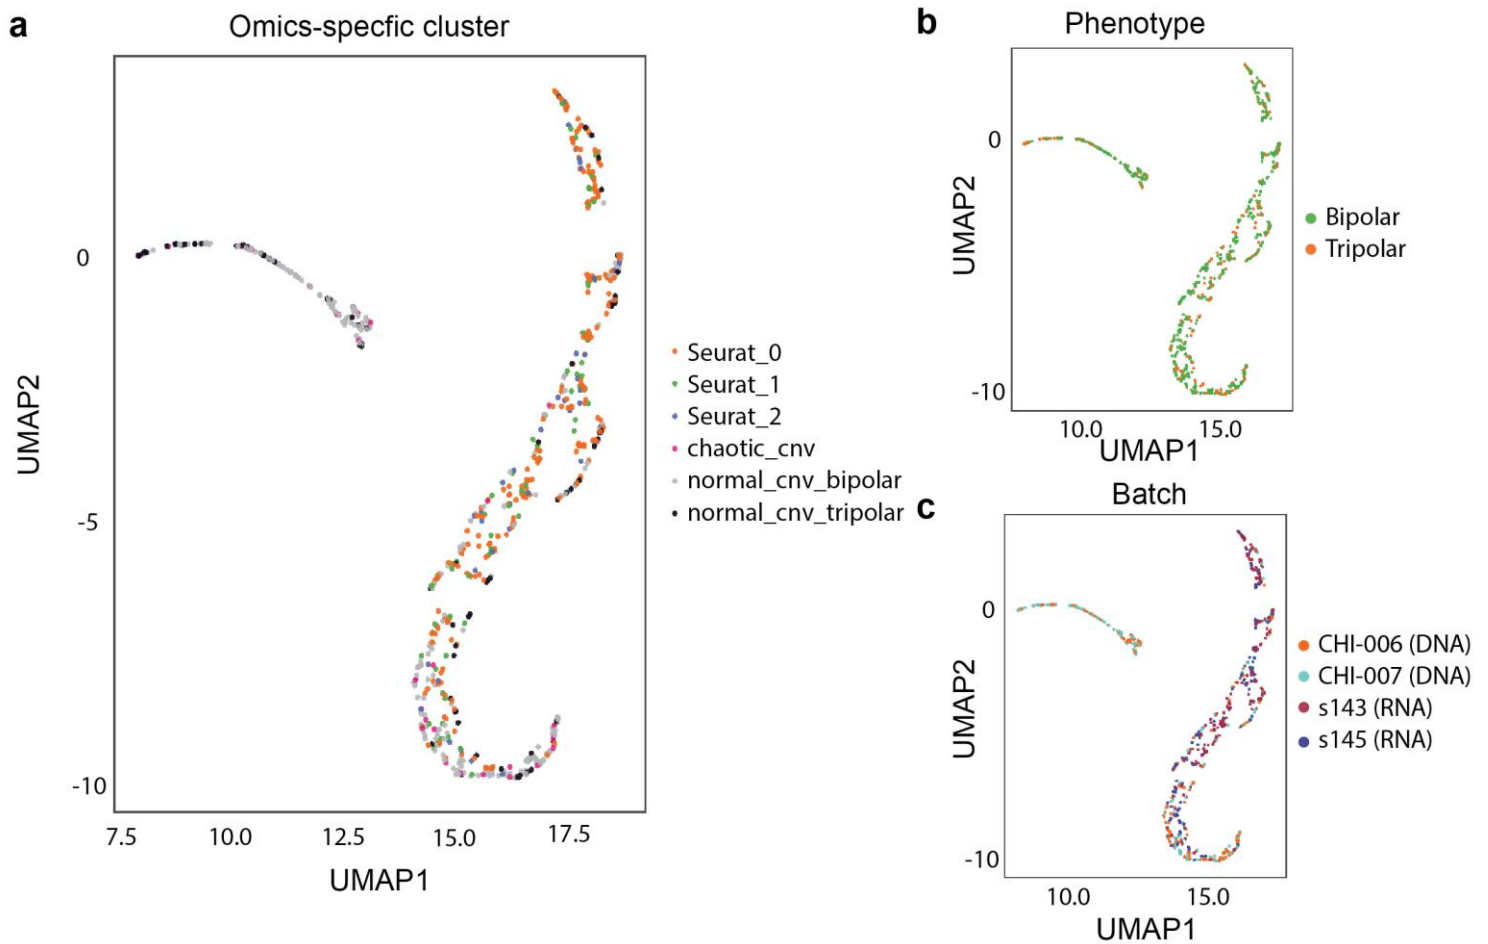 a
Omics-specfic cluster
0
-5
-10
7.5
10.0
12.5
15.0
17.5
UMAP1
UMAP2
Seurat_0
Seurat_1
Seurat_2
chaotic_cnv
normal_cnv_bipolar
normal_cnv_tripolar
b
Phenotype
0
-10
10.0
15.0
UMAP1
UMAP2
Bipolar
Tripolar
c
Batch
0
-10
10.0
15.0
UMAP1
UMAP2
CHI-006 (DNA)
CHI-007 (DNA)
s143 (RNA)
s145 (RNA)